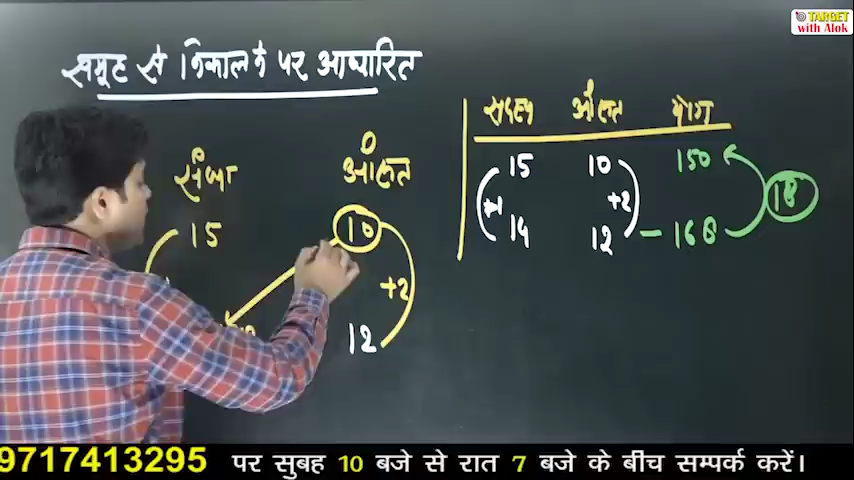 TARGET
with Alok
समूह से निकालने पर आधारित
सदस्य औसत योग
15 10 150
+2 18
14 12 - 168
संख्या औसत
15 10
+2
12
9717413295 पर सुबह 10 बजे से रात 7 बजे के बीच सम्पर्क करें।